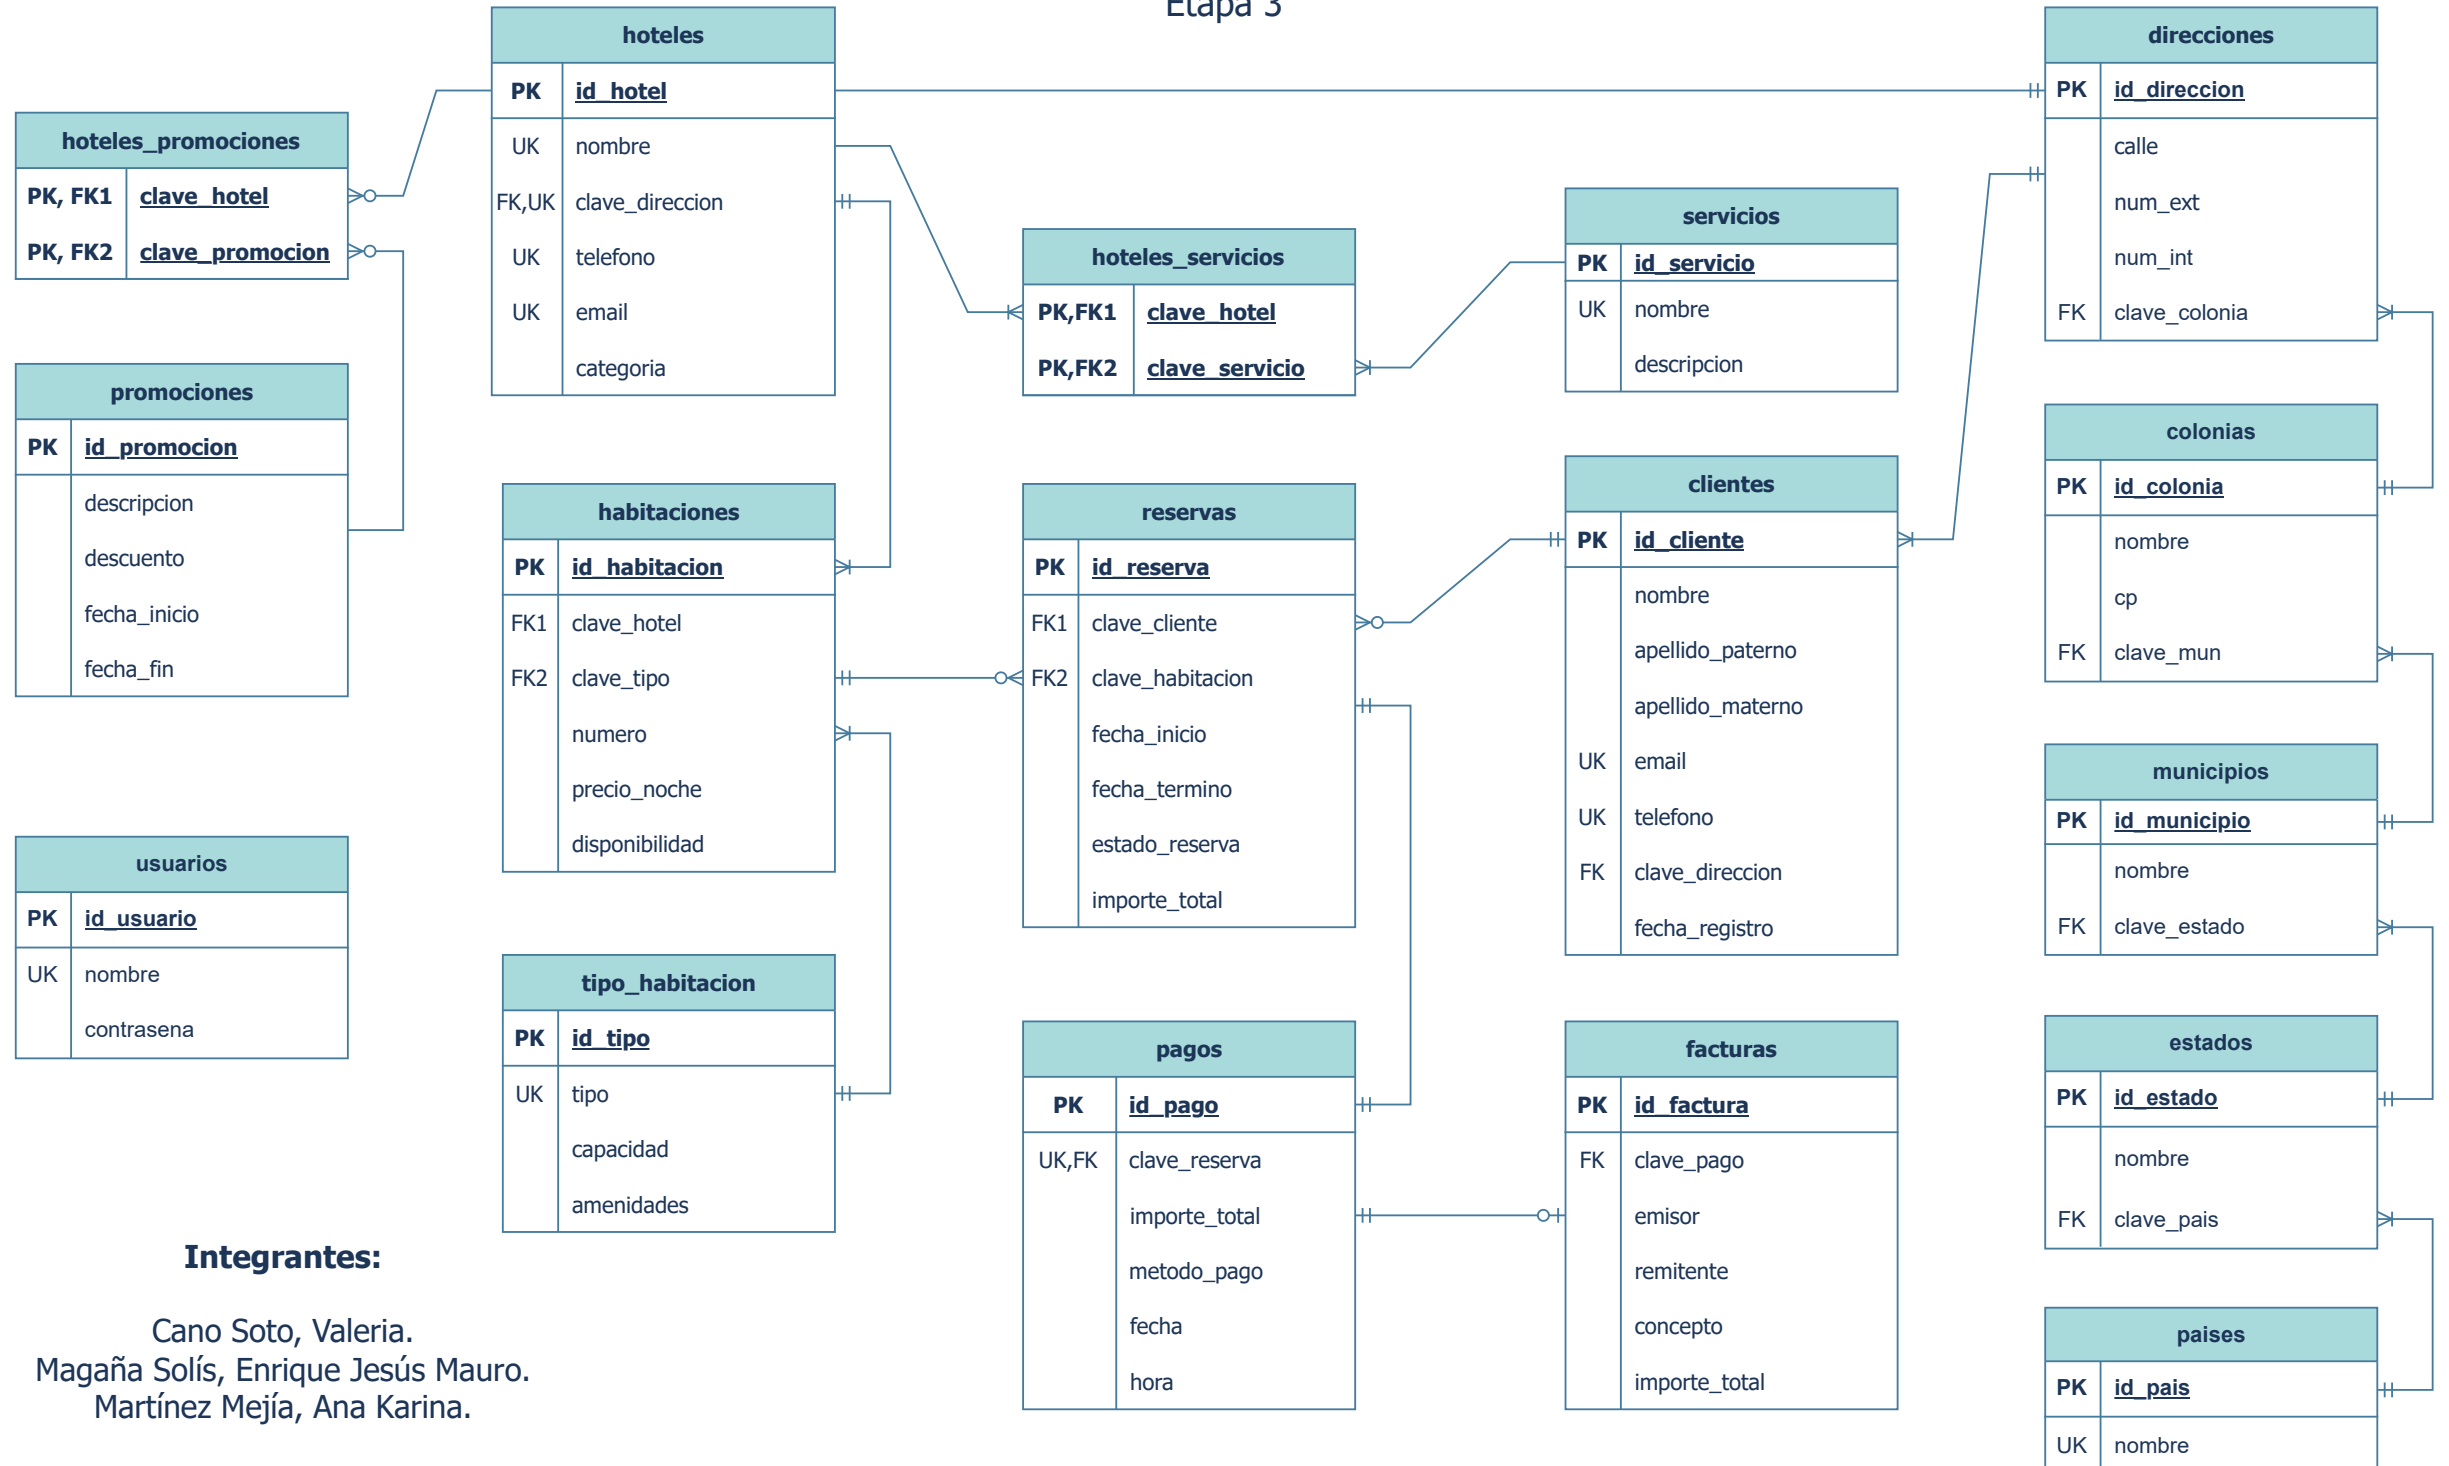 Etapa 3
hoteles
PK id_hotel
UK nombre
FK,UK clave_direccion
UK telefono
UK email
categoria
direcciones
PK id_direccion
calle
num_ext
num_int
FK clave_colonia
hoteles_promociones
PK, FK1 clave_hotel
PK, FK2 clave_promocion
servicios
PK id_servicio
UK nombre
descripcion
hoteles_servicios
PK,FK1 clave_hotel
PK,FK2 clave_servicio
promociones
PK id_promocion
descripcion
descuento
fecha_inicio
fecha_fin
habitaciones
PK id_habitacion
FK1 clave_hotel
FK2 clave_tipo
numero
precio_noche
disponibilidad
reservas
PK id_reserva
FK1 clave_cliente
FK2 clave_habitacion
fecha_inicio
fecha_termino
estado_reserva
importe_total
clientes
PK id_cliente
nombre
apellido_paterno
apellido_materno
UK email
UK telefono
FK clave_direccion
fecha_registro
colonias
PK id_colonia
nombre
cp
FK clave_mun
municipios
PK id_municipio
nombre
FK clave_estado
usuarios
PK id_usuario
UK nombre
contrasena
tipo_habitacion
PK id_tipo
UK tipo
capacidad
amenidades
pagos
PK id_pago
UK,FK clave_reserva
importe_total
metodo_pago
fecha
hora
facturas
PK id_factura
FK clave_pago
emisor
remitente
concepto
importe_total
estados
PK id_estado
nombre
FK clave_pais
paises
PK id_pais
UK nombre
Integrantes:
Cano Soto, Valeria.
Magaña Solís, Enrique Jesús Mauro.
Martínez Mejía, Ana Karina.